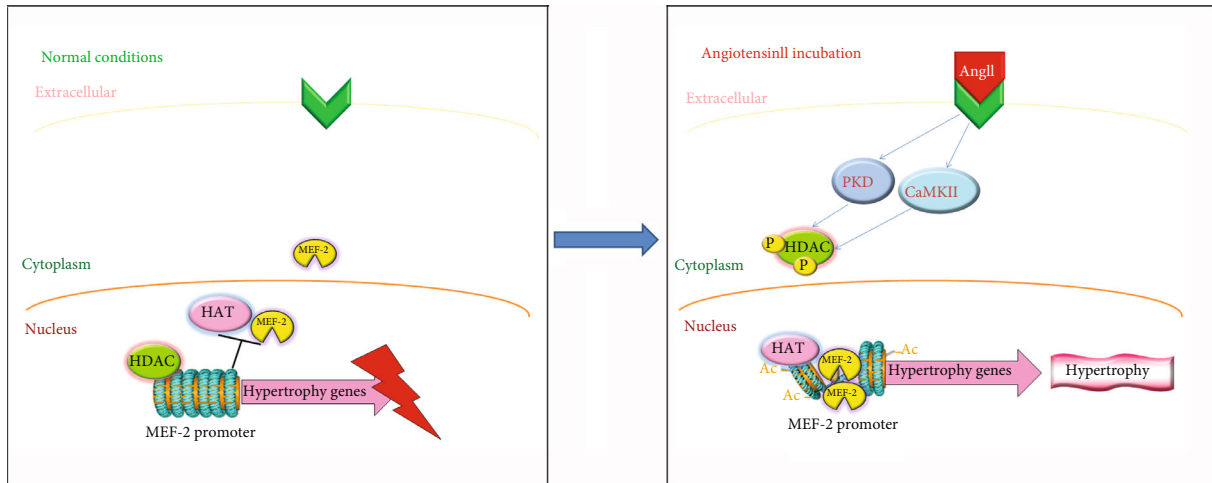 Normal conditions
Extracellular
MEF-2
Cytoplasm
HAT
MEF-2
Nucleus
HDAC
Hypertrophy genes
MEF-2 promoter
AngiotensinII incubation
AngII
Extracellular
PKD
CaMKII
P
HDAC
P
Cytoplasm
Nucleus
HAT
MEF-2
Ac
Ac
Hypertrophy genes
Hypertrophy
Ac
MEF-2
MEF-2 promoter